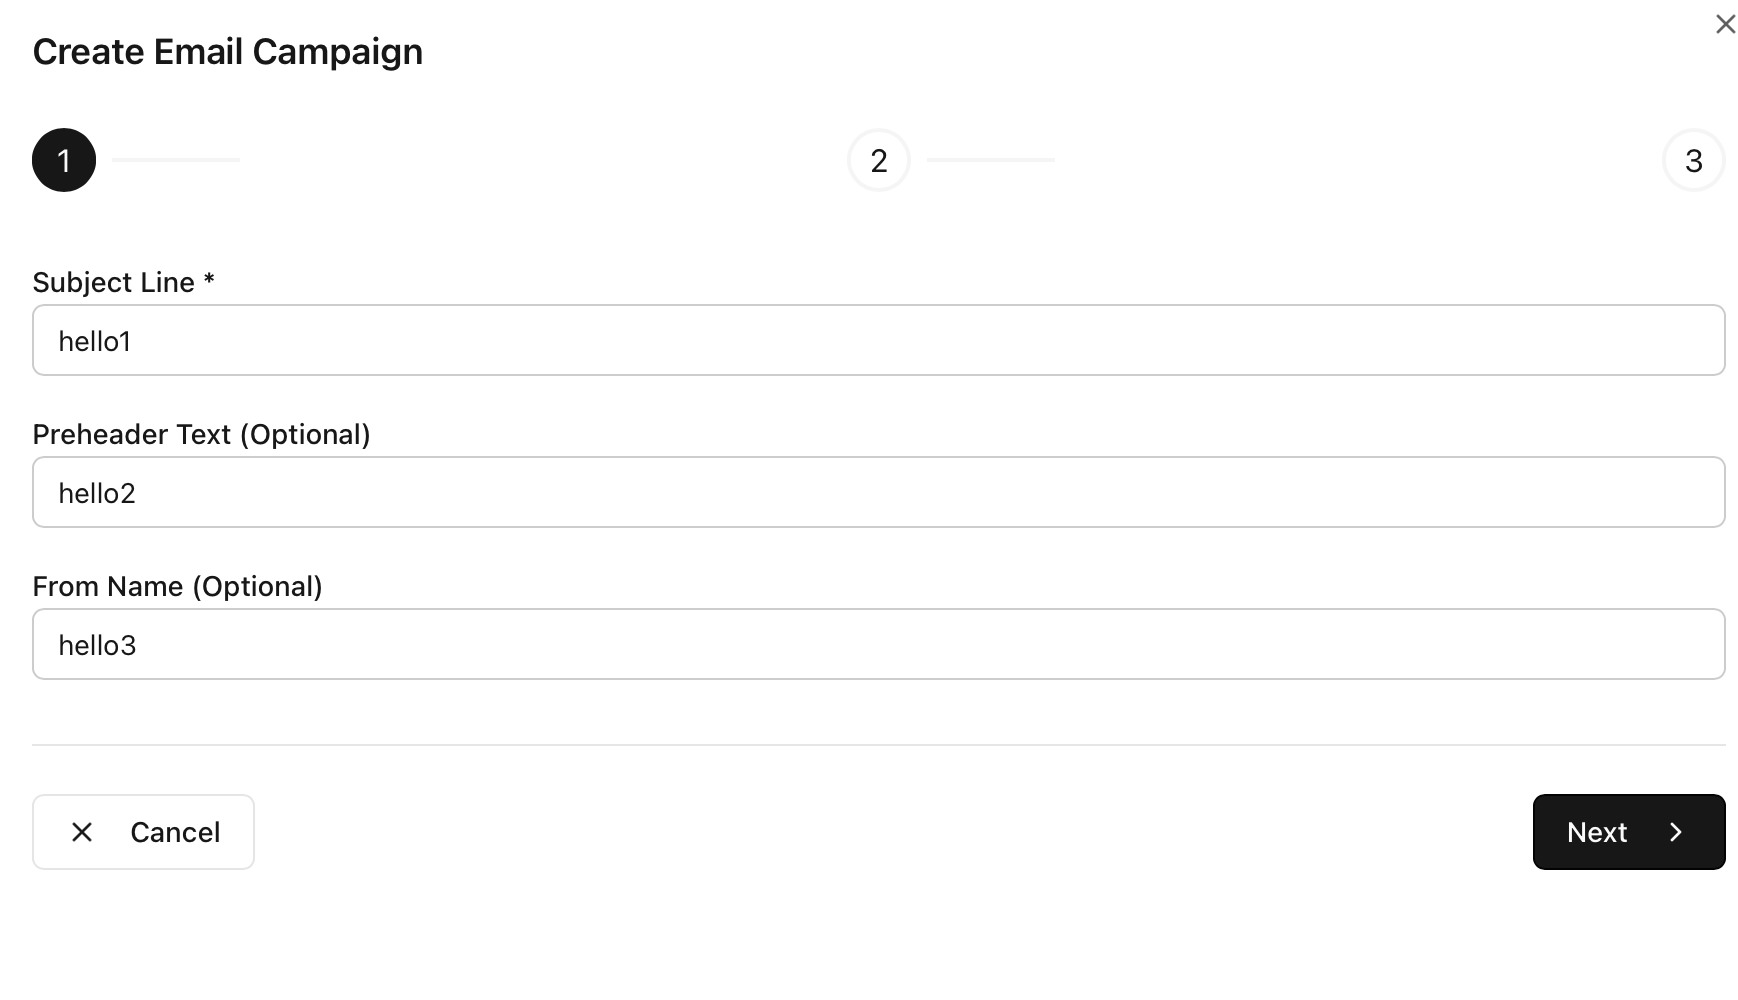 Create Email Campaign
1 2 3
Subject Line *
hello1
Preheader Text (Optional)
hello2
From Name (Optional)
hello3
Cancel Next